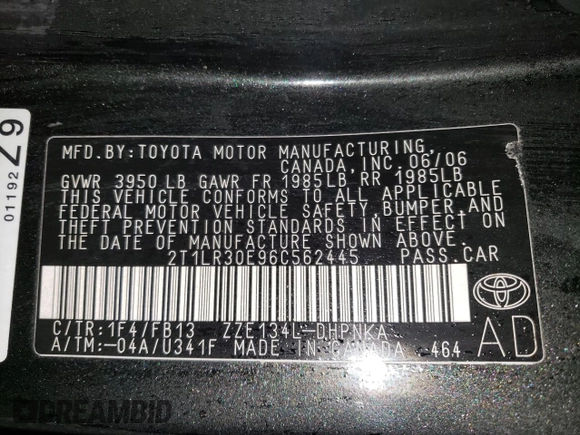 MFD.BY:TOYOTA MOTOR MANUFACTURING,
CANADA, INC. 06/06
GVWR 3950 LB GAWR FR 1985LB RR 1985LB
THIS VEHICLE CONFORMS TO ALL APPLICABLE
FEDERAL MOTOR VEHICLE SAFETY, BUMPER, AND
THEFT PREVENTION STANDARDS IN EFFECT ON
THE DATE OF MANUFACTURE SHOWN ABOVE.
2T1LR30E96C562445 PASS.CAR
C/TR:1F4/FB13 ZZE134L-DHPNKA
A/TM:-04A/U341F MADE IN CANADA 464
AD
Z9
01192
DREAMBID